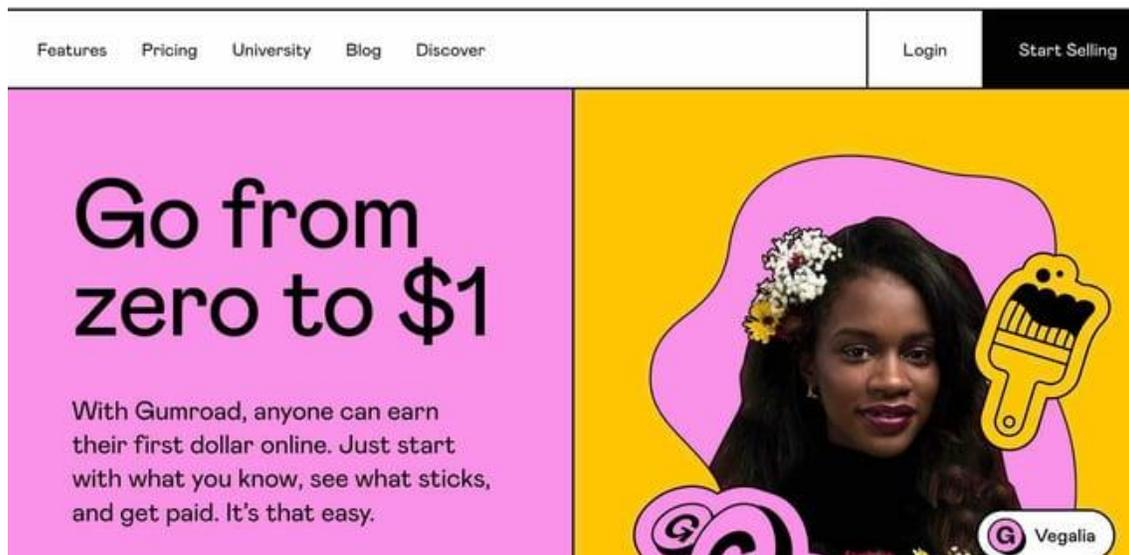 Features Pricing University Blog Discover Login Start Selling
Go from
zero to $1
With Gumroad, anyone can earn
their first dollar online. Just start
with what you know, see what sticks,
and get paid. It's that easy.
G
G
G Vegalia